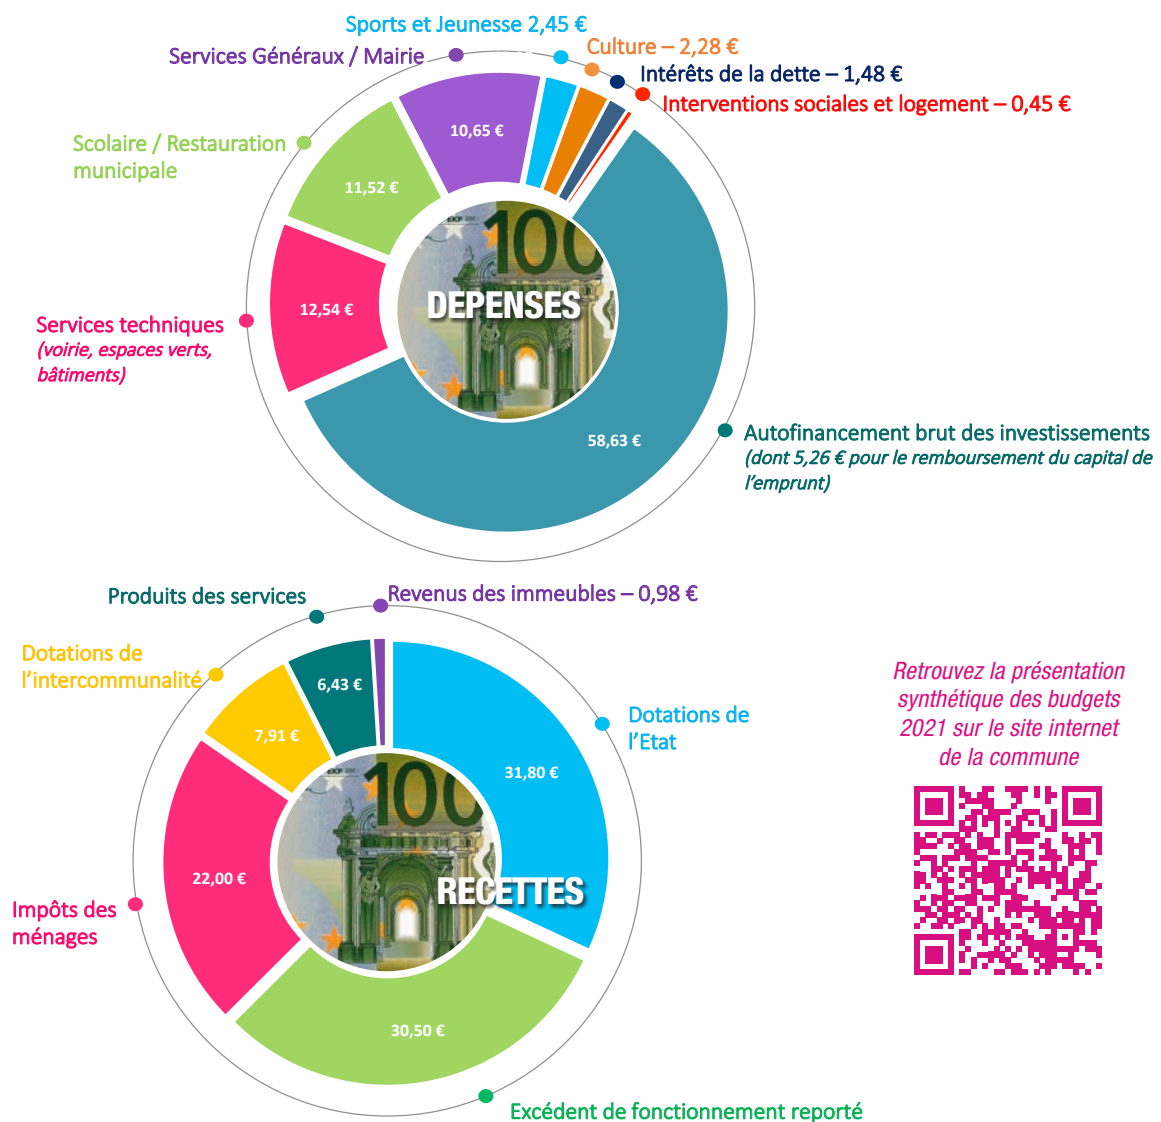 Sports et Jeunesse 2,45 €
Culture – 2,28 €
Services Généraux / Mairie
Intérêts de la dette – 1,48 €
Interventions sociales et logement – 0,45 €
10,65 €
Scolaire / Restauration
municipale
11,52 €
100
DEPENSES
12,54 €
Services techniques
(voirie, espaces verts,
bâtiments)
58,63 €
Autofinancement brut des investissements
(dont 5,26 € pour le remboursement du capital de
l’emprunt)
Produits des services
Revenus des immeubles – 0,98 €
Dotations de
l’intercommunalité
6,43 €
7,91 €
Dotations de
l’Etat
31,80 €
100
RECETTES
22,00 €
Impôts des
ménages
30,50 €
Excédent de fonctionnement reporté
Retrouvez la présentation
synthétique des budgets
2021 sur le site internet
de la commune